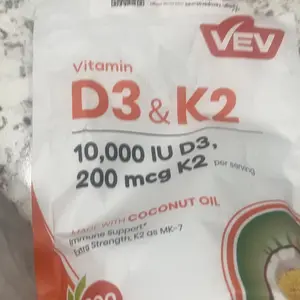 VEV
Vitamin
D3 & K2
10,000 IU D3,
200 mcg K2 per serving
MADE WITH COCONUT OIL
Immune Support*
Extra Strength, K2 as MK-7